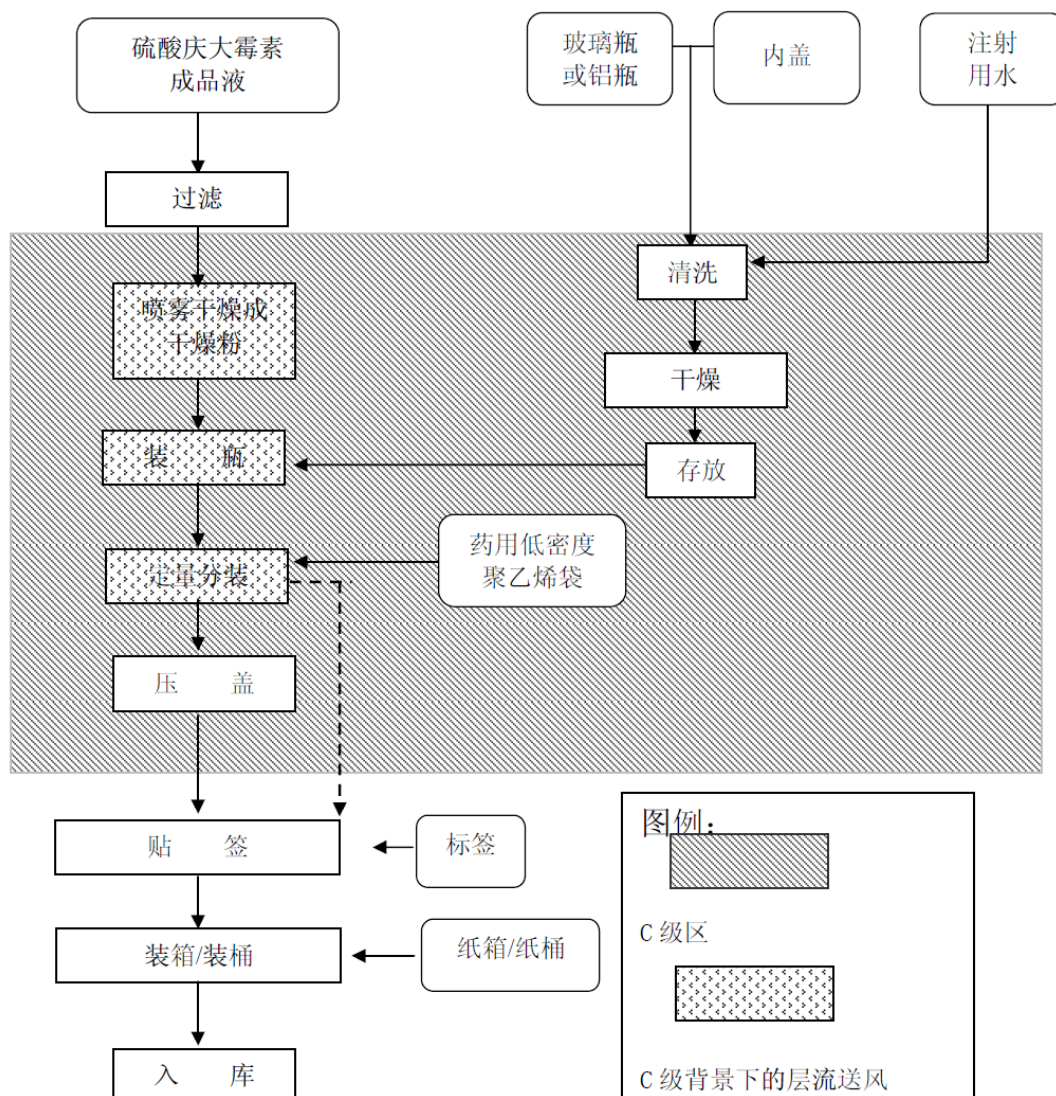 硫酸庆大霉素
成品液
玻璃瓶
或铝瓶
内盖
注射
用水
过滤
清洗
喷雾干燥成
干燥粉
干燥
装 瓶
存放
药用低密度
聚乙烯袋
定量分装
压 盖
贴 签
标签
装箱/装桶
纸箱/纸桶
入 库
图例：
C 级区
C 级背景下的层流送风